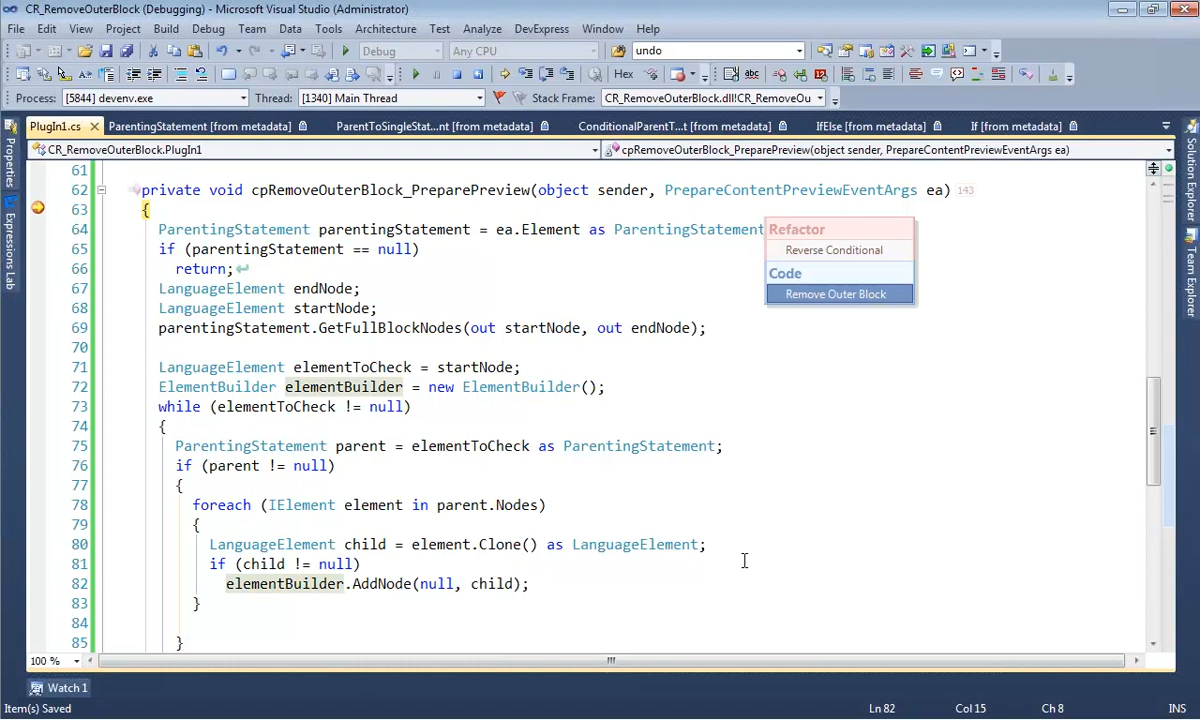 CR_RemoveOuterBlock (Debugging) - Microsoft Visual Studio (Administrator)
File Edit View Project Build Debug Team Data Tools Architecture Test Analyze DevExpress Window Help
Debug Any CPU undo
Hex
Process: [5844] devenv.exe Thread: [1340] Main Thread Stack Frame: CR_RemoveOuterBlock.dll!CR_RemoveOu
PlugIn1.cs ParentingStatement [from metadata] ParentToSingleStat...nt [from metadata] ConditionalParentT...t [from metadata] IfElse [from metadata] If [from metadata]
CR_RemoveOuterBlock.PlugIn1 cpRemoveOuterBlock_PreparePreview(object sender, PrepareContentPreviewEventArgs ea)
Properties
Expressions Lab
Solution Explorer
Team Explorer
61
62 private void cpRemoveOuterBlock_PreparePreview(object sender, PrepareContentPreviewEventArgs ea) 143
63 {
64 ParentingStatement parentingStatement = ea.Element as ParentingStatement
65 if (parentingStatement == null)
66 return;
67 LanguageElement endNode;
68 LanguageElement startNode;
69 parentingStatement.GetFullBlockNodes(out startNode, out endNode);
70
71 LanguageElement elementToCheck = startNode;
72 ElementBuilder elementBuilder = new ElementBuilder();
73 while (elementToCheck != null)
74 {
75 ParentingStatement parent = elementToCheck as ParentingStatement;
76 if (parent != null)
77 {
78 foreach (IElement element in parent.Nodes)
79 {
80 LanguageElement child = element.Clone() as LanguageElement;
81 if (child != null)
82 elementBuilder.AddNode(null, child);
83 }
84
85 }
Refactor
Reverse Conditional
Code
Remove Outer Block
100 %
Watch 1
Item(s) Saved Ln 82 Col 15 Ch 8 INS